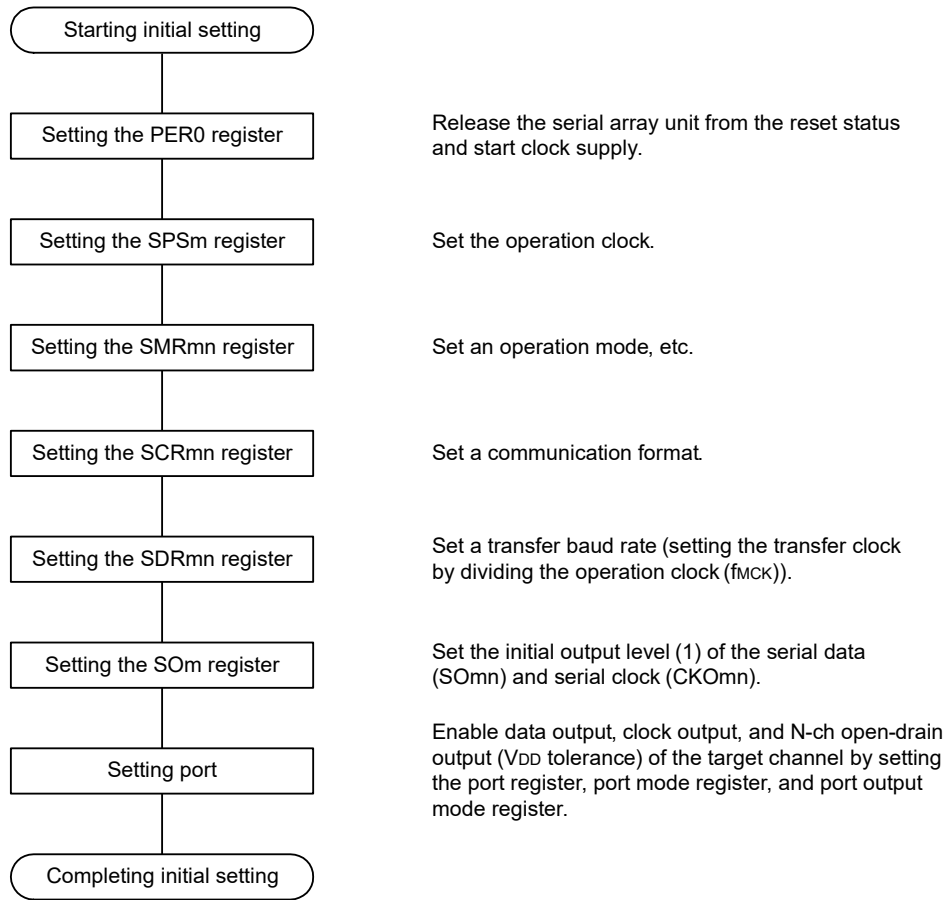 Starting initial setting
Setting the PER0 register
Release the serial array unit from the reset status
and start clock supply.
Setting the SPSm register
Set the operation clock.
Setting the SMRmn register
Set an operation mode, etc.
Setting the SCRmn register
Set a communication format.
Setting the SDRmn register
Set a transfer baud rate (setting the transfer clock
by dividing the operation clock (fMCK)).
Setting the SOm register
Set the initial output level (1) of the serial data
(SOmn) and serial clock (CKOmn).
Setting port
Enable data output, clock output, and N-ch open-drain
output (VDD tolerance) of the target channel by setting
the port register, port mode register, and port output
mode register.
Completing initial setting